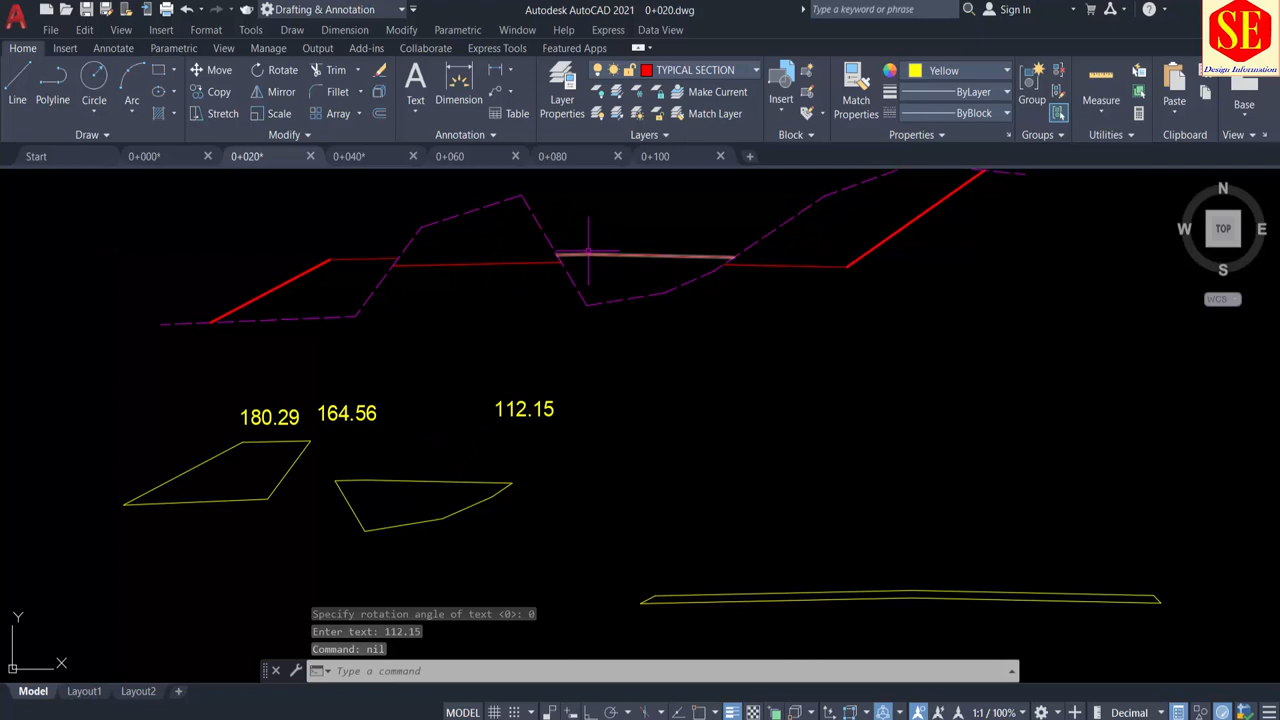 Drafting & Annotation
Autodesk AutoCAD 2021 0+020.dwg
Type a keyword or phrase
Sign In
File Edit View Insert Format Tools Draw Dimension Modify Parametric Window Help Express Data View
Home Insert Annotate Parametric View Manage Output Add-ins Collaborate Express Tools Featured Apps
SE
Design Information
Line
Polyline
Circle
Arc
Draw
Move
Rotate
Trim
Copy
Mirror
Fillet
Stretch
Scale
Array
Modify
Text
Dimension
Table
Annotation
Layer
Properties
TYPICAL SECTION
Make Current
Match Layer
Layers
Insert
Block
Match
Properties
Yellow
ByLayer
ByBlock
Properties
Group
Groups
Measure
Utilities
Paste
Clipboard
Base
View
Start
0+000*
0+020*
0+040*
0+060
0+080
0+100
N
W
TOP
E
S
WCS
180.29
164.56
112.15
Specify rotation angle of text <0>: 0
Enter text: 112.15
Command: nil
Type a command
Y
X
Model
Layout1
Layout2
MODEL
1:1 / 100%
Decimal